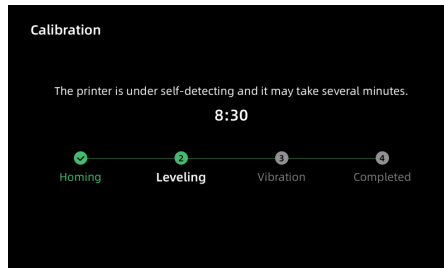 Calibration
The printer is under self-detecting and it may take several minutes.
8:30
2 3 4
Homing Leveling Vibration Completed